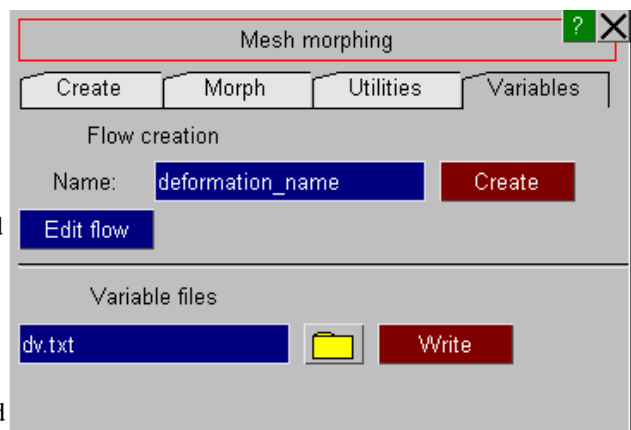 ?
Mesh morphing
Create Morph Utilities Variables
Flow creation
Name: deformation_name Create
Edit flow
Variable files
dv.txt Write